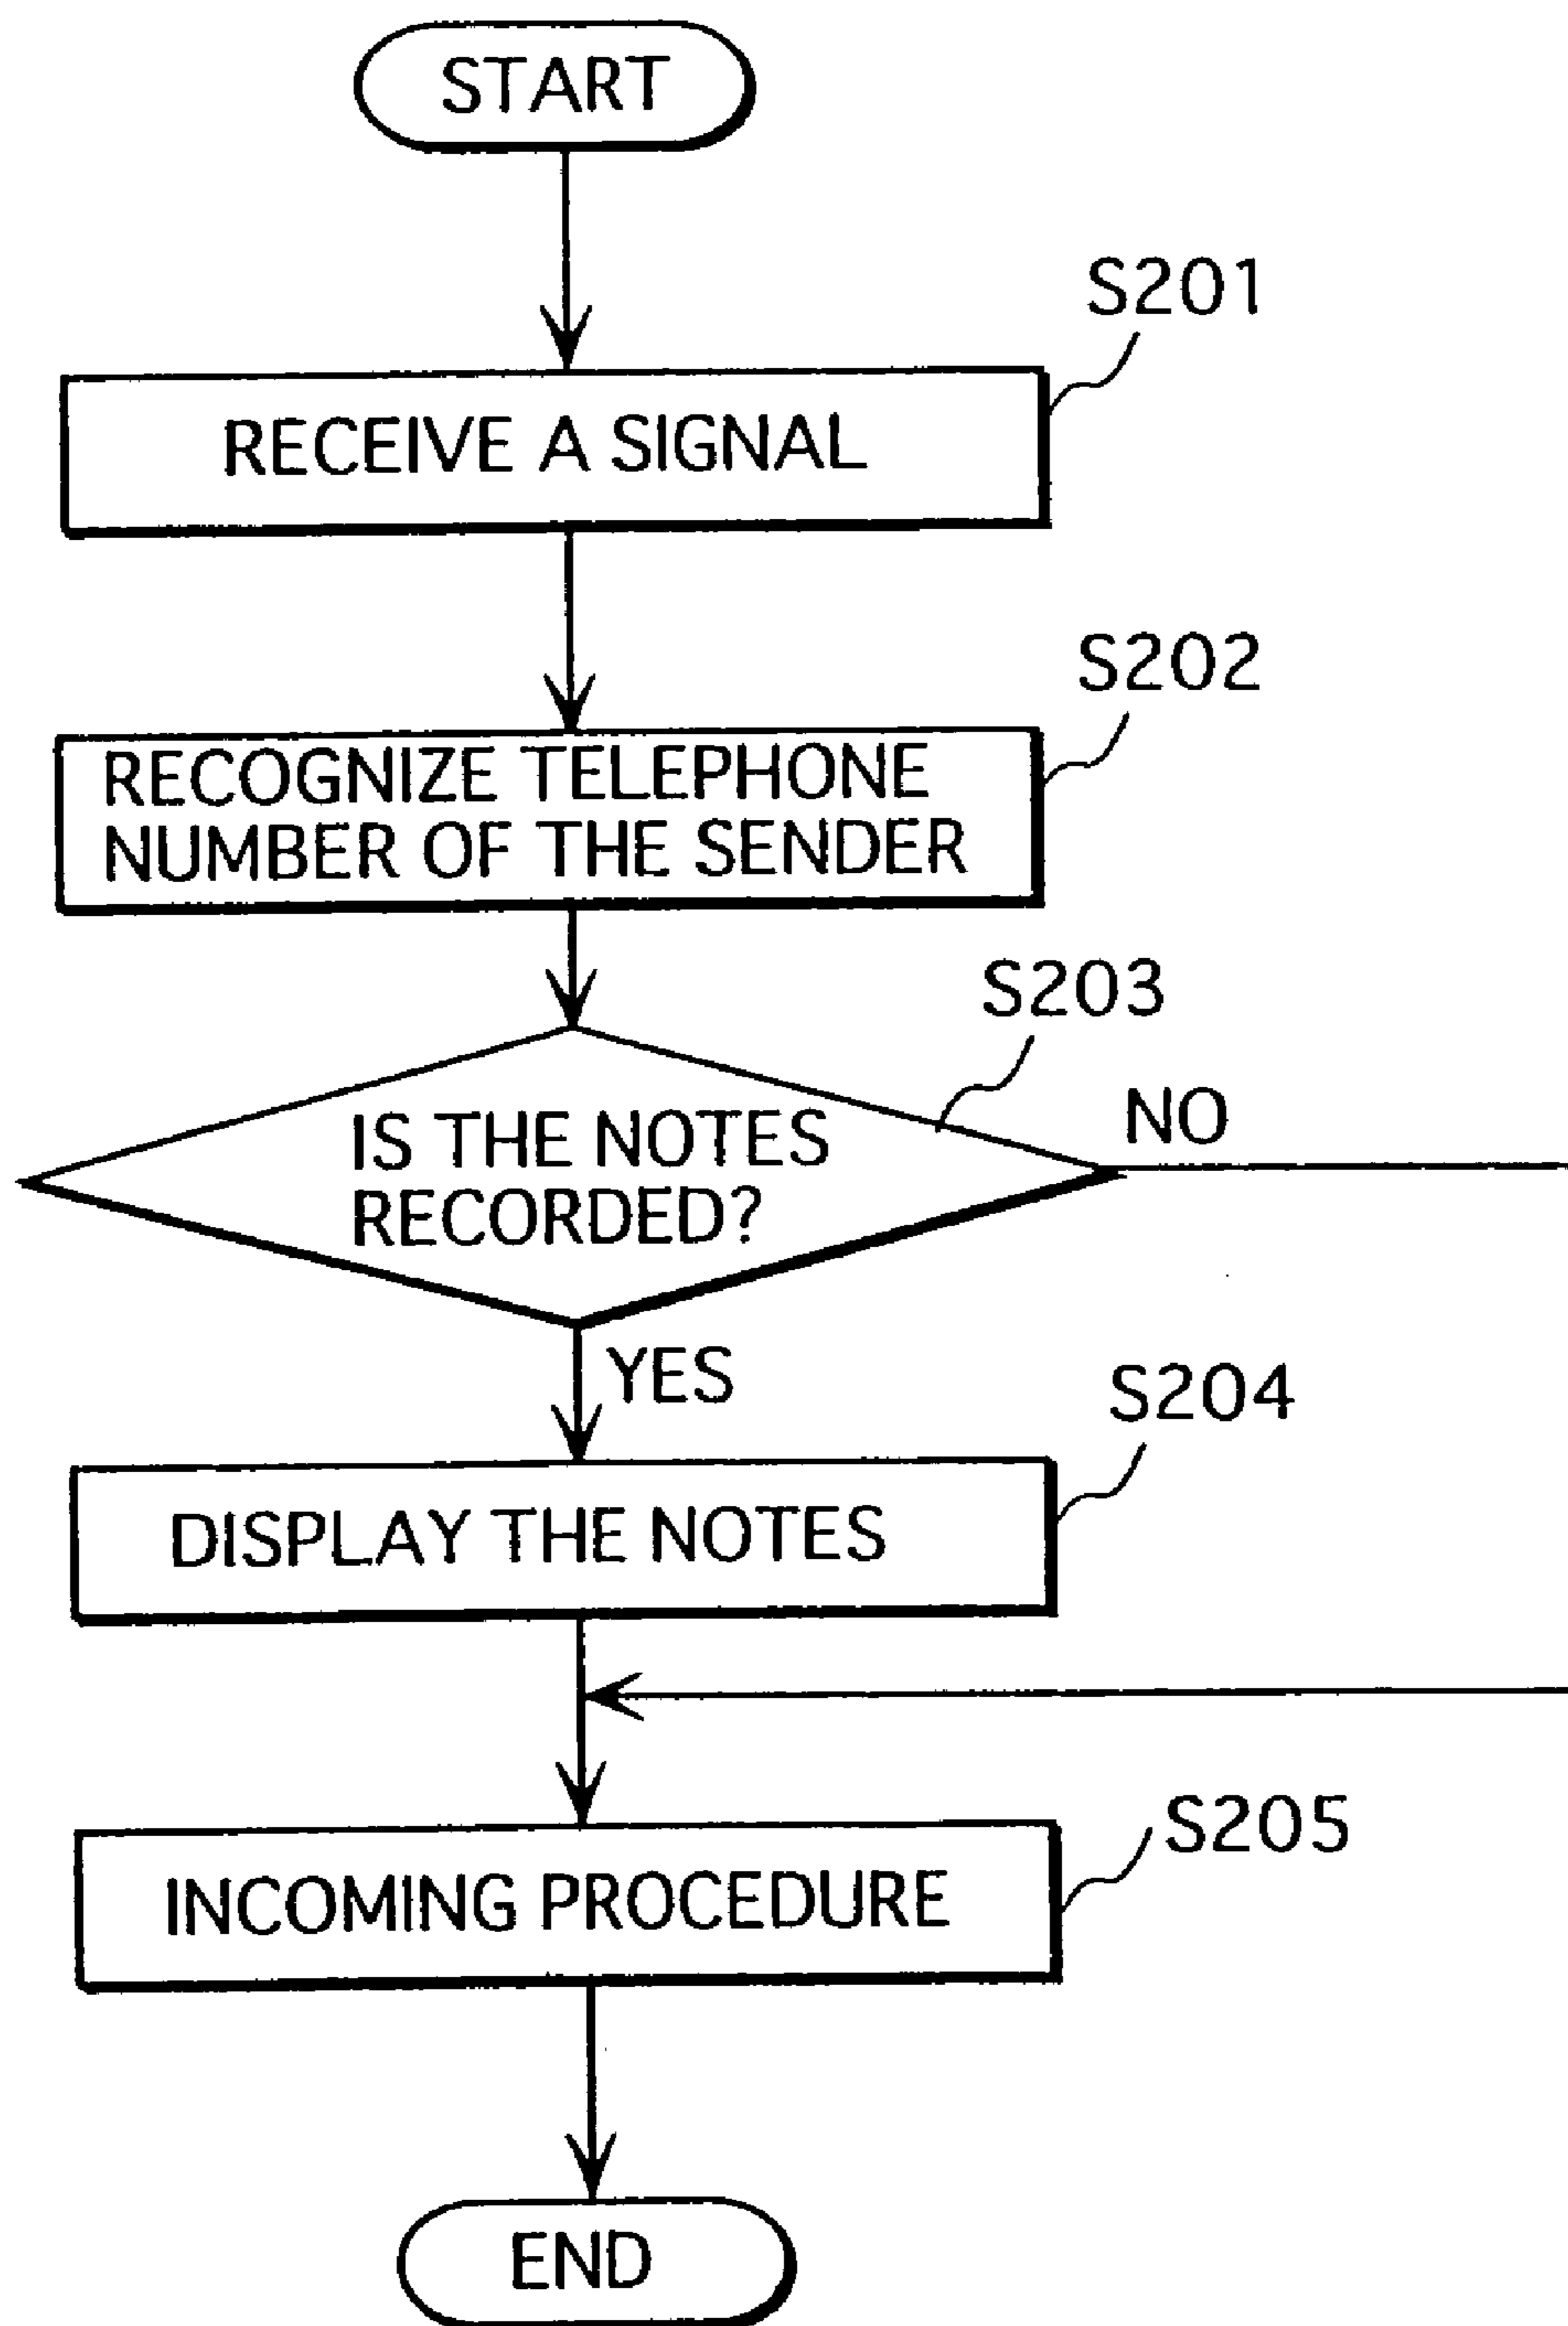 START
S201
RECEIVE A SIGNAL
S202
RECOGNIZE TELEPHONE
NUMBER OF THE SENDER
S203
NO
IS THE NOTES
RECORDED?
YES
S204
DISPLAY THE NOTES
S205
INCOMING PROCEDURE
END